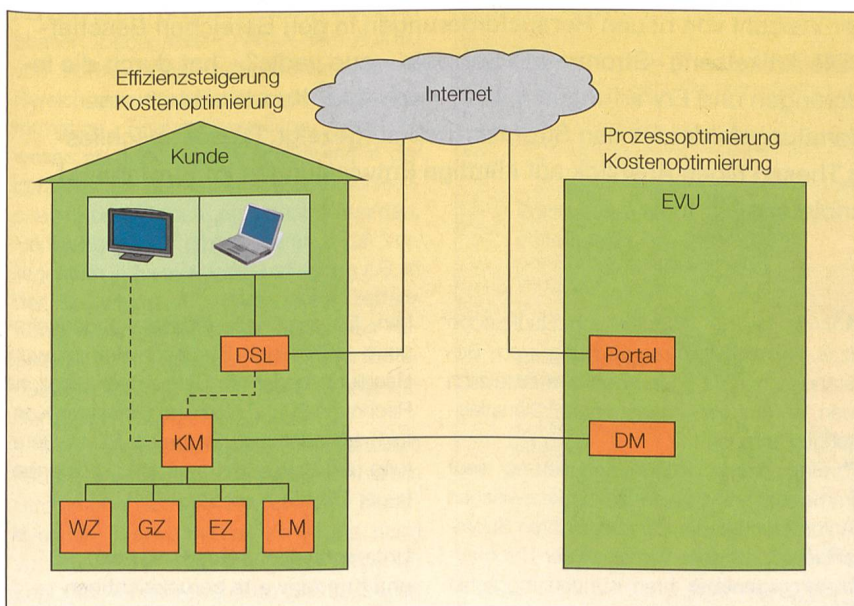 Effizienzsteigerung
Kostenoptimierung
Internet
Prozessoptimierung
Kostenoptimierung
Kunde
EVU
DSL
Portal
KM
DM
WZ
GZ
EZ
LM